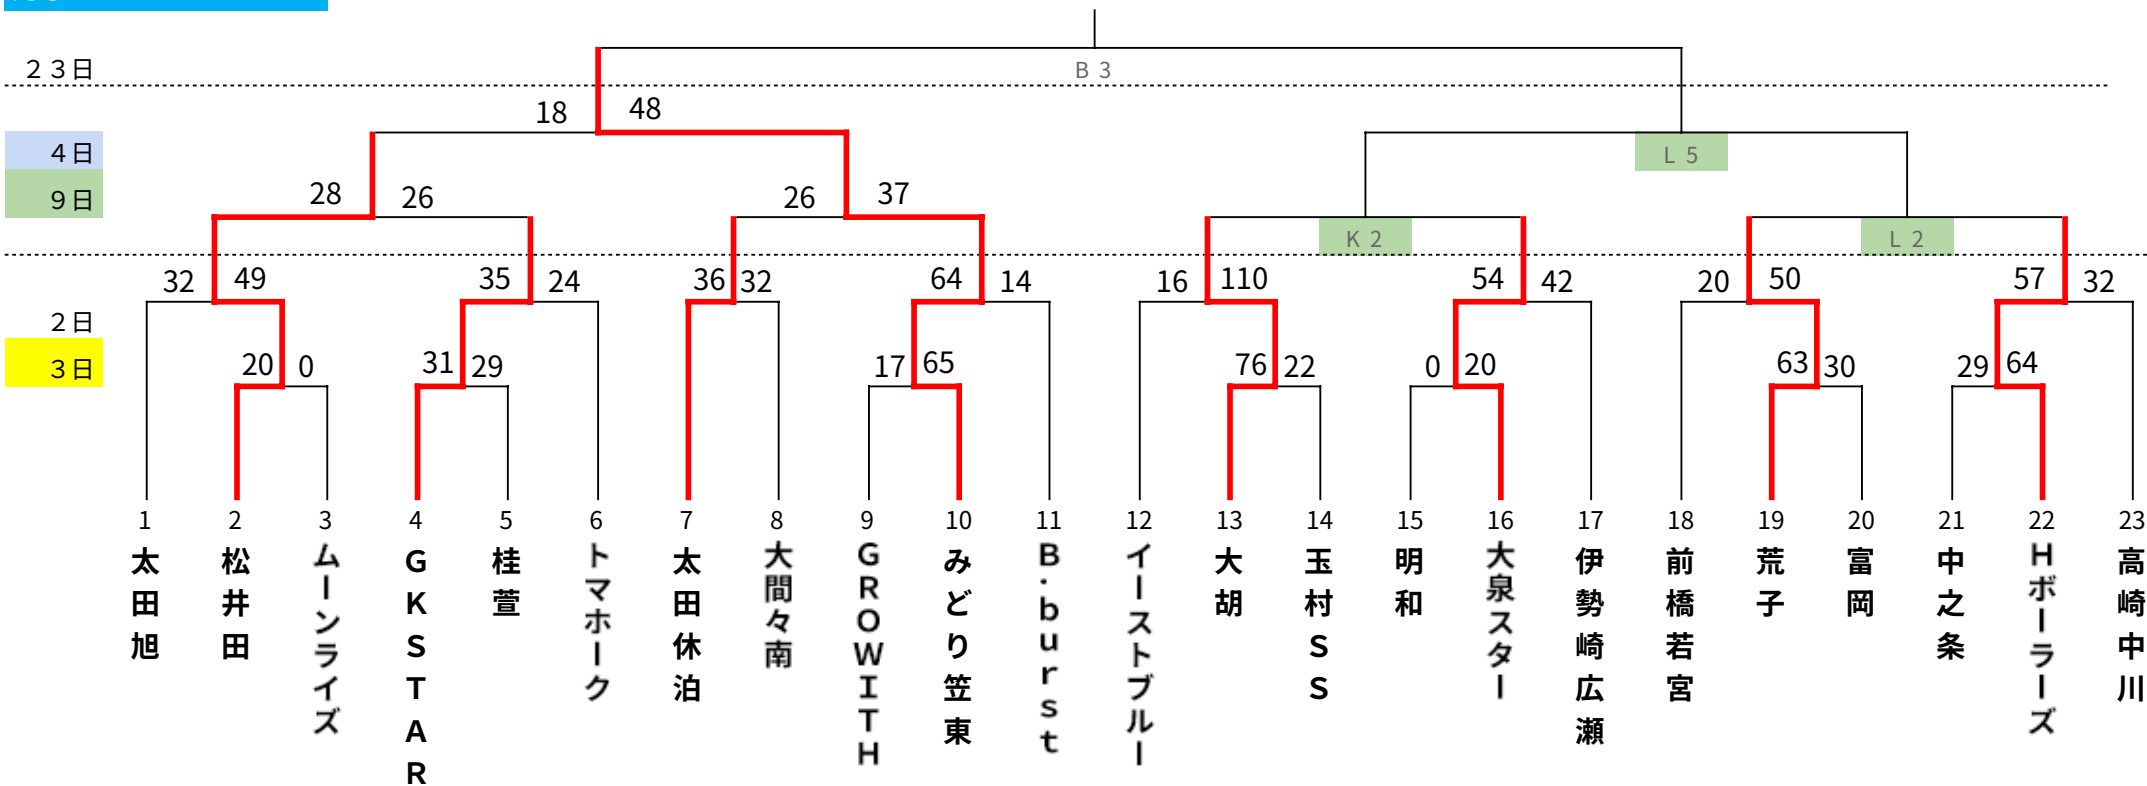 ２３日
Ｂ３
18 48
４日
Ｌ５
９日
28 26 26 37
Ｋ２ Ｌ２
32 49 35 24 36 32 64 14 16 110 54 42 20 50 57 32
２日
３日
20 0 31 29 17 65 76 22 0 20 63 30 29 64
1 2 3 4 5 6 7 8 9 10 11 12 13 14 15 16 17 18 19 20 21 22 23
太田旭
松井田
ムーンライズ
ＧＫＳＴＡＲ
桂萱
トマホーク
太田休泊
大間々南
ＧＲＯＷＩＴＨ
みどり笠東
Ｂ．ｂｕｒｓｔ
イーストブルー
大胡
玉村ＳＳ
明和
大泉スター
伊勢崎広瀬
前橋若宮
荒子
富岡
中之条
Ｈボーラーズ
高崎中川